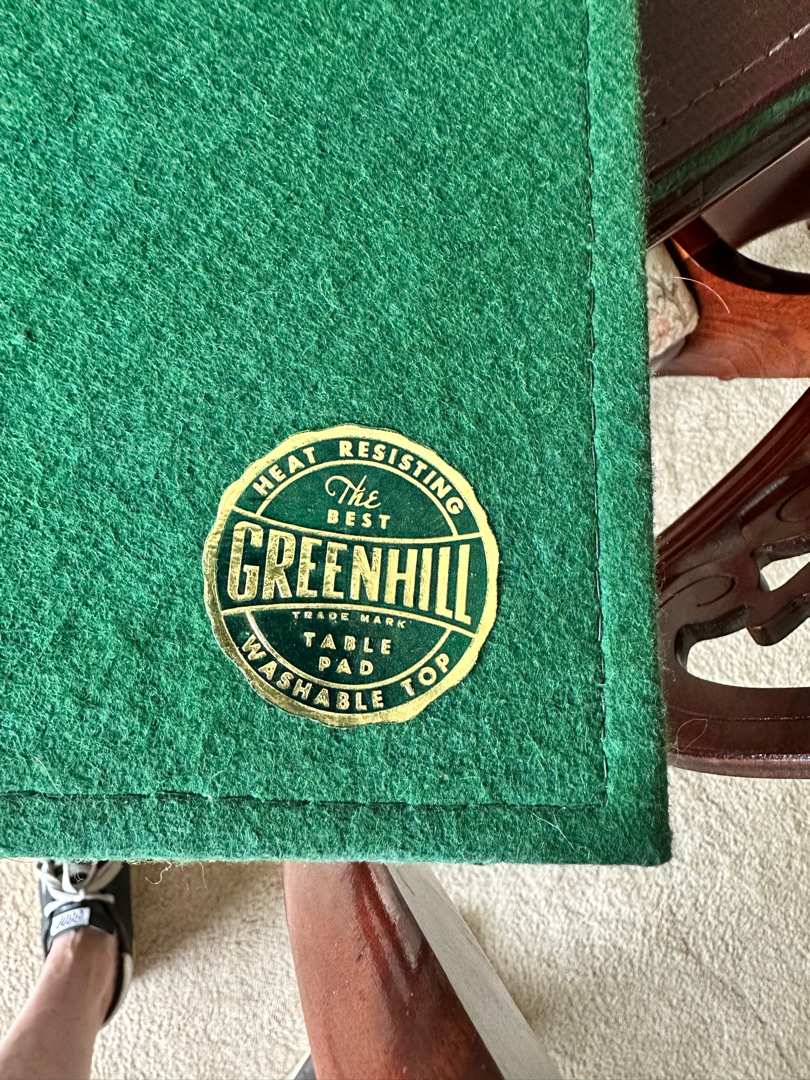 HEAT RESISTING
The
BEST
GREENHILL
TRADE MARK
TABLE
PAD
WASHABLE TOP